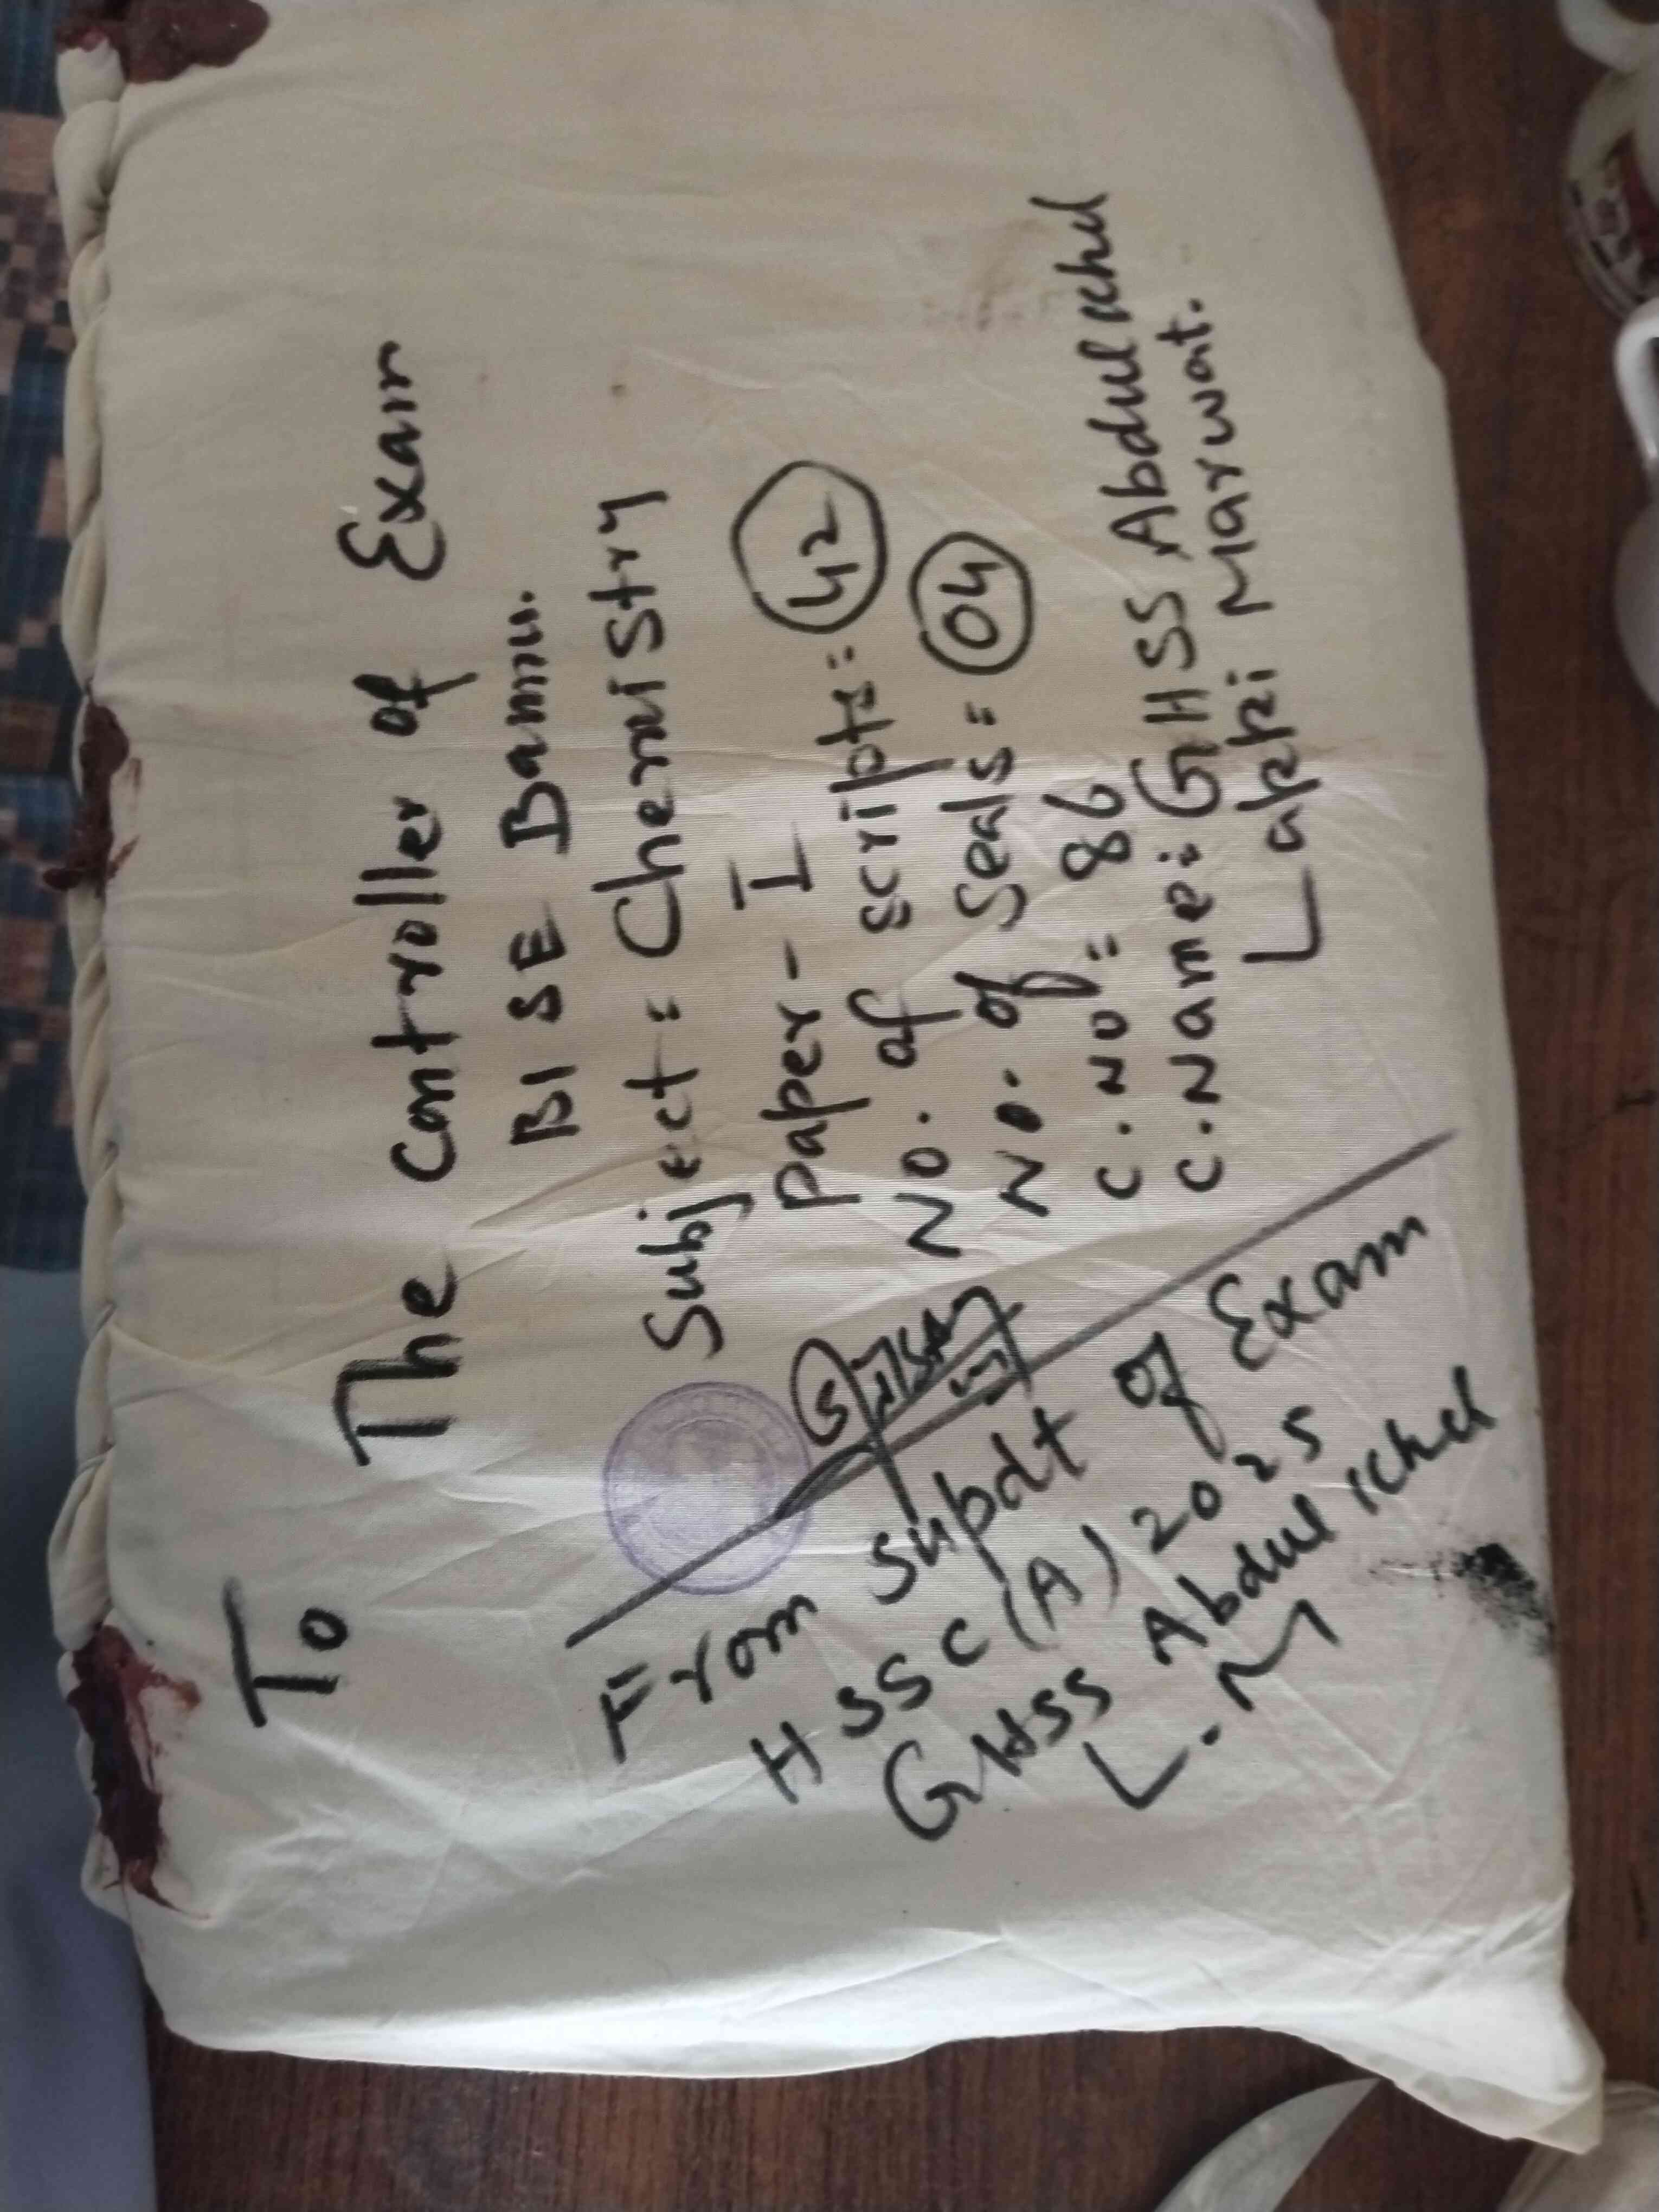 To
The Controller of Exam
BISE Bannu.
Subject = Chemistry
Paper - I
No. of scripts = 42
No. of Seals = 04
C.No = 86
C.Name: GHSS Abdul Khel
Lakki Marwat.
From Supdt of Exam
HSSC (A) 2025
GHSS Abdul Khel
L.M